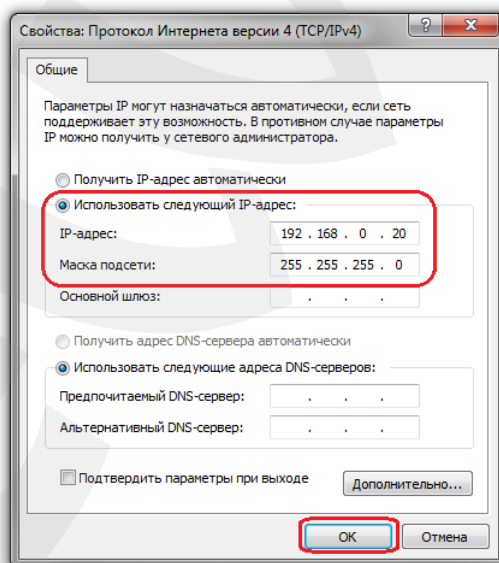 Свойства: Протокол Интернета версии 4 (TCP/IPv4)
Общие
Параметры IP могут назначаться автоматически, если сеть
поддерживает эту возможность. В противном случае параметры
IP можно получить у сетевого администратора.
Получить IP-адрес автоматически
Использовать следующий IP-адрес:
IP-адрес: 192 . 168 . 0 . 20
Маска подсети: 255 . 255 . 255 . 0
Основной шлюз: . . .
Получить адрес DNS-сервера автоматически
Использовать следующие адреса DNS-серверов:
Предпочитаемый DNS-сервер: . . .
Альтернативный DNS-сервер: . . .
Подтвердить параметры при выходе
Дополнительно...
ОК Отмена